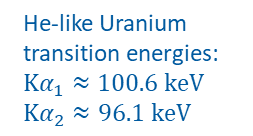 He-like Uranium
transition energies:
Kα₁ ≈ 100.6 keV
Kα₂ ≈ 96.1 keV